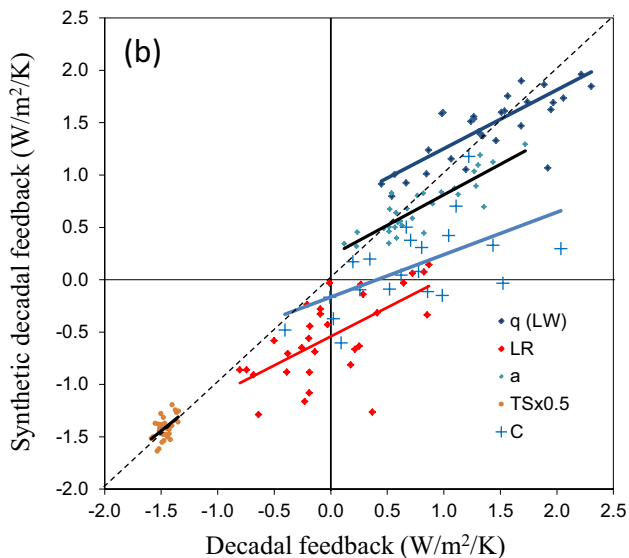 (b)
Synthetic decadal feedback (W/m²/K)
2.5
2.0
1.5
1.0
0.5
0.0
-0.5
-1.0
-1.5
-2.0
q (LW)
LR
a
TSx0.5
C
-2.0 -1.5 -1.0 -0.5 0.0 0.5 1.0 1.5 2.0 2.5
Decadal feedback (W/m²/K)